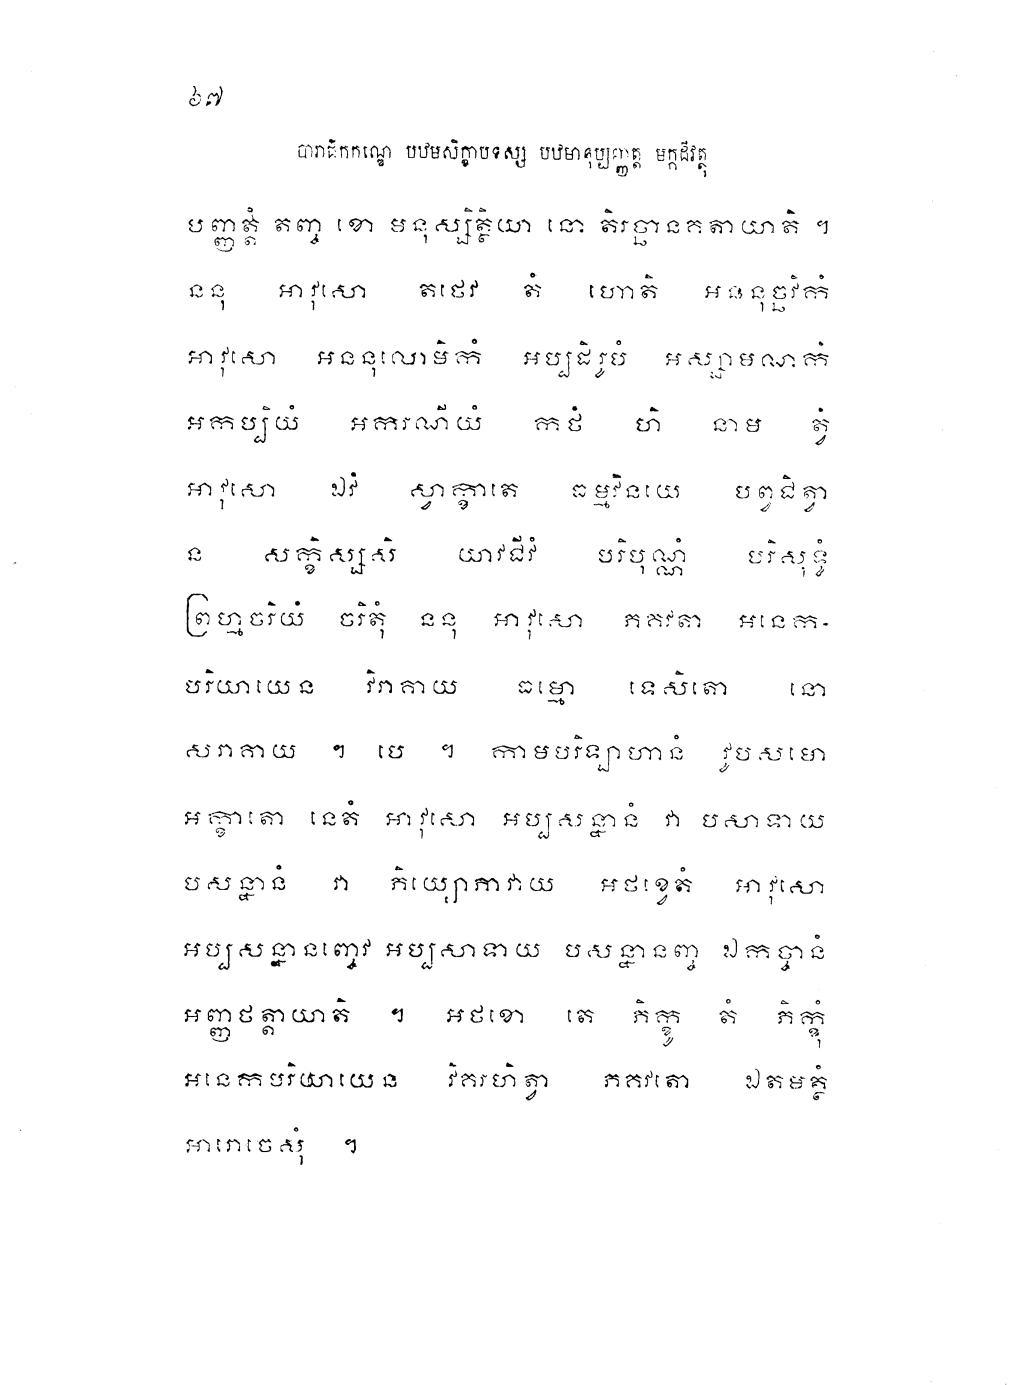 ៦៧
បារាជិកកណ្ឌេ បឋមសិក្ខាបទស្ស បឋមានុប្បញ្ញត្ត មក្កដីវត្ថុ
បញ្ញត្តំ តញ្ច ខោ មនុស្សិត្ថិយា នោ តិរច្ឆានកតាយាតិ ។
ននុ អាវុសោ តថេវ តំ ហោតិ អននុច្ឆវិកំ
អាវុសោ អននុលោមិកំ អប្បដិរូបំ អស្សាមណកំ
អកប្បិយំ អការណីយំ កថំ ហិ នាម ត្វំ
អាវុសោ ឯវំ ស្វាក្ខាតេ ធម្មវិនយេ បព្វជិត្វា
ន សក្ខិស្សសិ យាវជីវំ បរិបុណ្ណំ បរិសុទ្ធំ
ព្រហ្មចរិយំ ចរិតុំ ននុ អាវុសោ ភគវតា អនេក-
បរិយាយេន វិរាគាយ ធម្មោ ទេសិតោ នោ
សរាគាយ ។ បេ ។ កាមបរិឡាហានំ វូបសមោ
អក្ខាតោ នេតំ អាវុសោ អប្បសន្នានំ វា បសាទាយ
បសន្នានំ វា ភិយ្យោភាវាយ អថខ្វេតំ អាវុសោ
អប្បសន្នានញ្ចេវ អប្បសាទាយ បសន្នានញ្ច ឯកច្ចានំ
អញ្ញថត្តាយាតិ ។ អថខោ តេ ភិក្ខូ តំ ភិក្ខុំ
អនេកបរិយាយេន វិគរហិត្វា ភគវតោ ឯតមត្ថំ
អារោចេសុំ ។